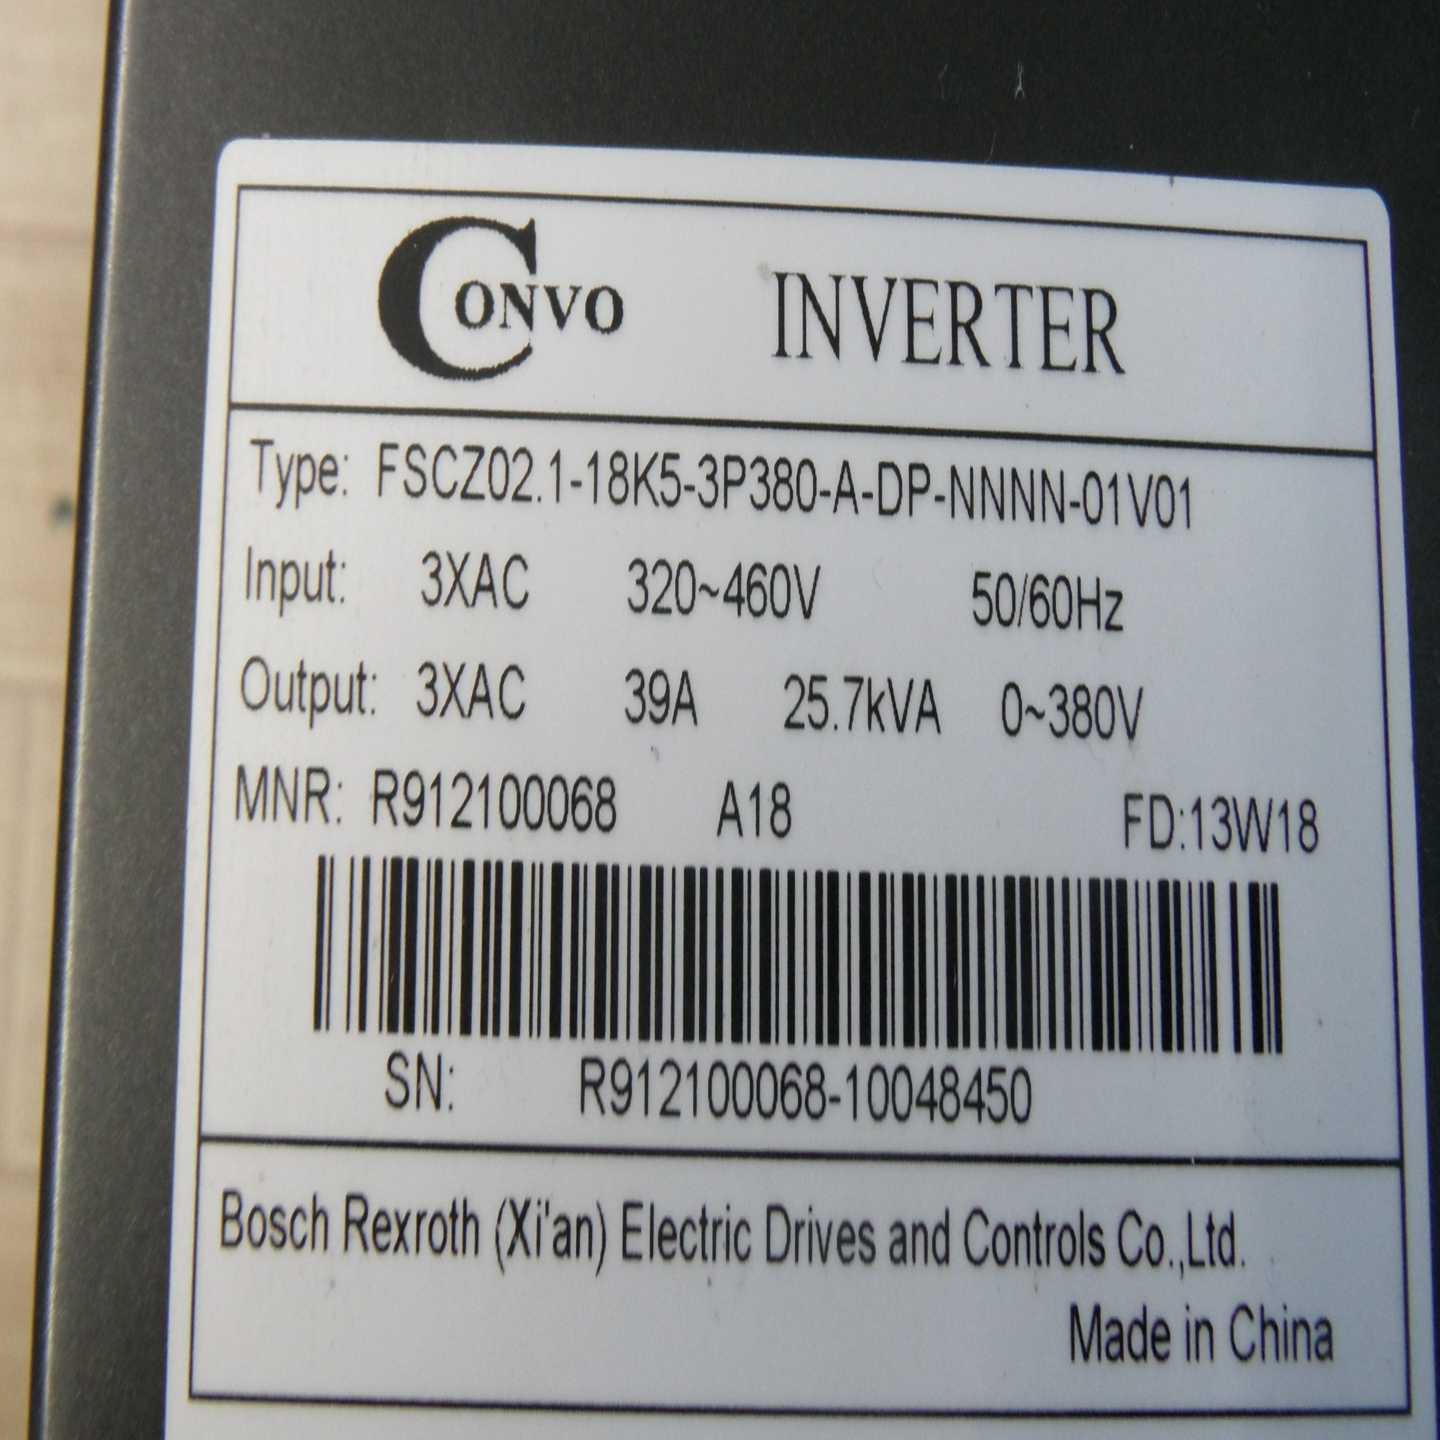 CONVO INVERTER
Type: FSCZ02.1-18K5-3P380-A-DP-NNNN-01V01
Input: 3XAC 320~460V 50/60Hz
Output: 3XAC 39A 25.7kVA 0~380V
MNR: R912100068 A18 FD:13W18
SN: R912100068-10048450
Bosch Rexroth (Xi'an) Electric Drives and Controls Co.,Ltd.
Made in China